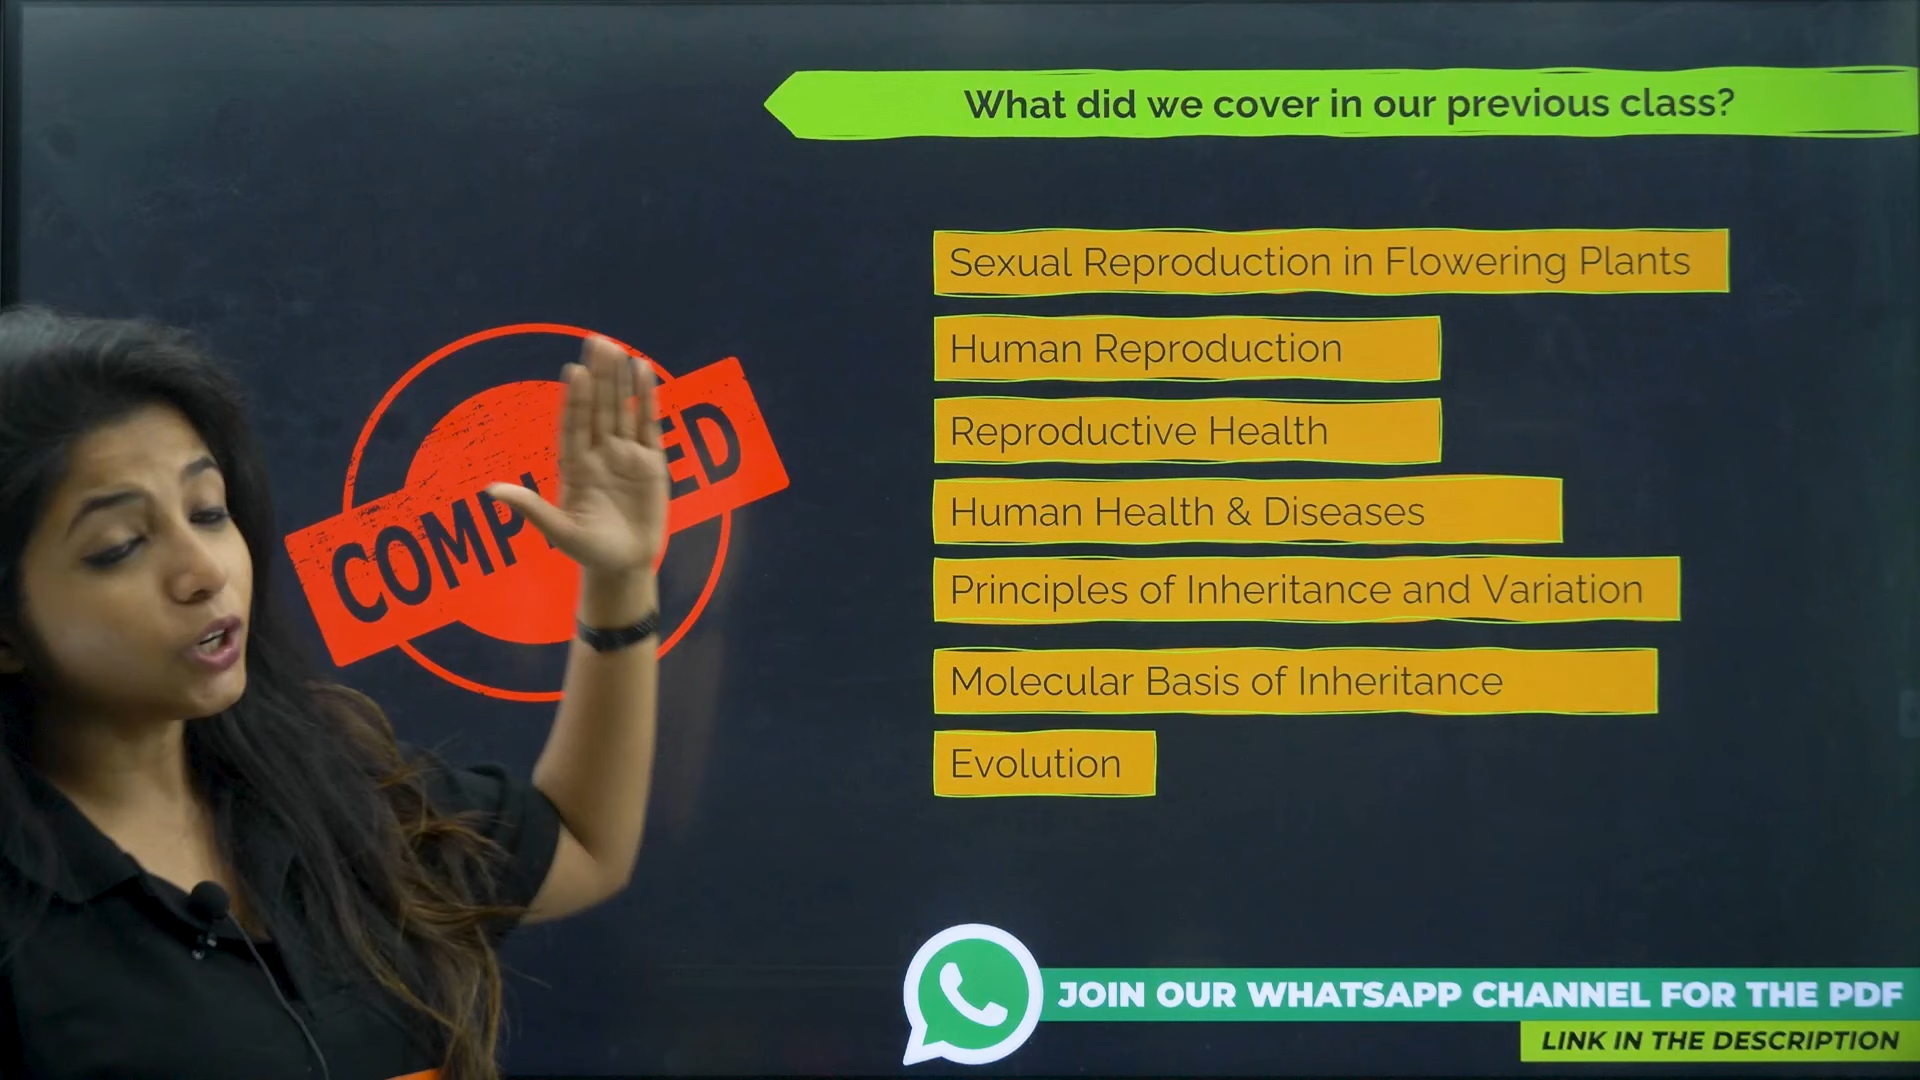 What did we cover in our previous class?
Sexual Reproduction in Flowering Plants
Human Reproduction
Reproductive Health
Human Health & Diseases
Principles of Inheritance and Variation
Molecular Basis of Inheritance
Evolution
JOIN OUR WHATSAPP CHANNEL FOR THE PDF
LINK IN THE DESCRIPTION